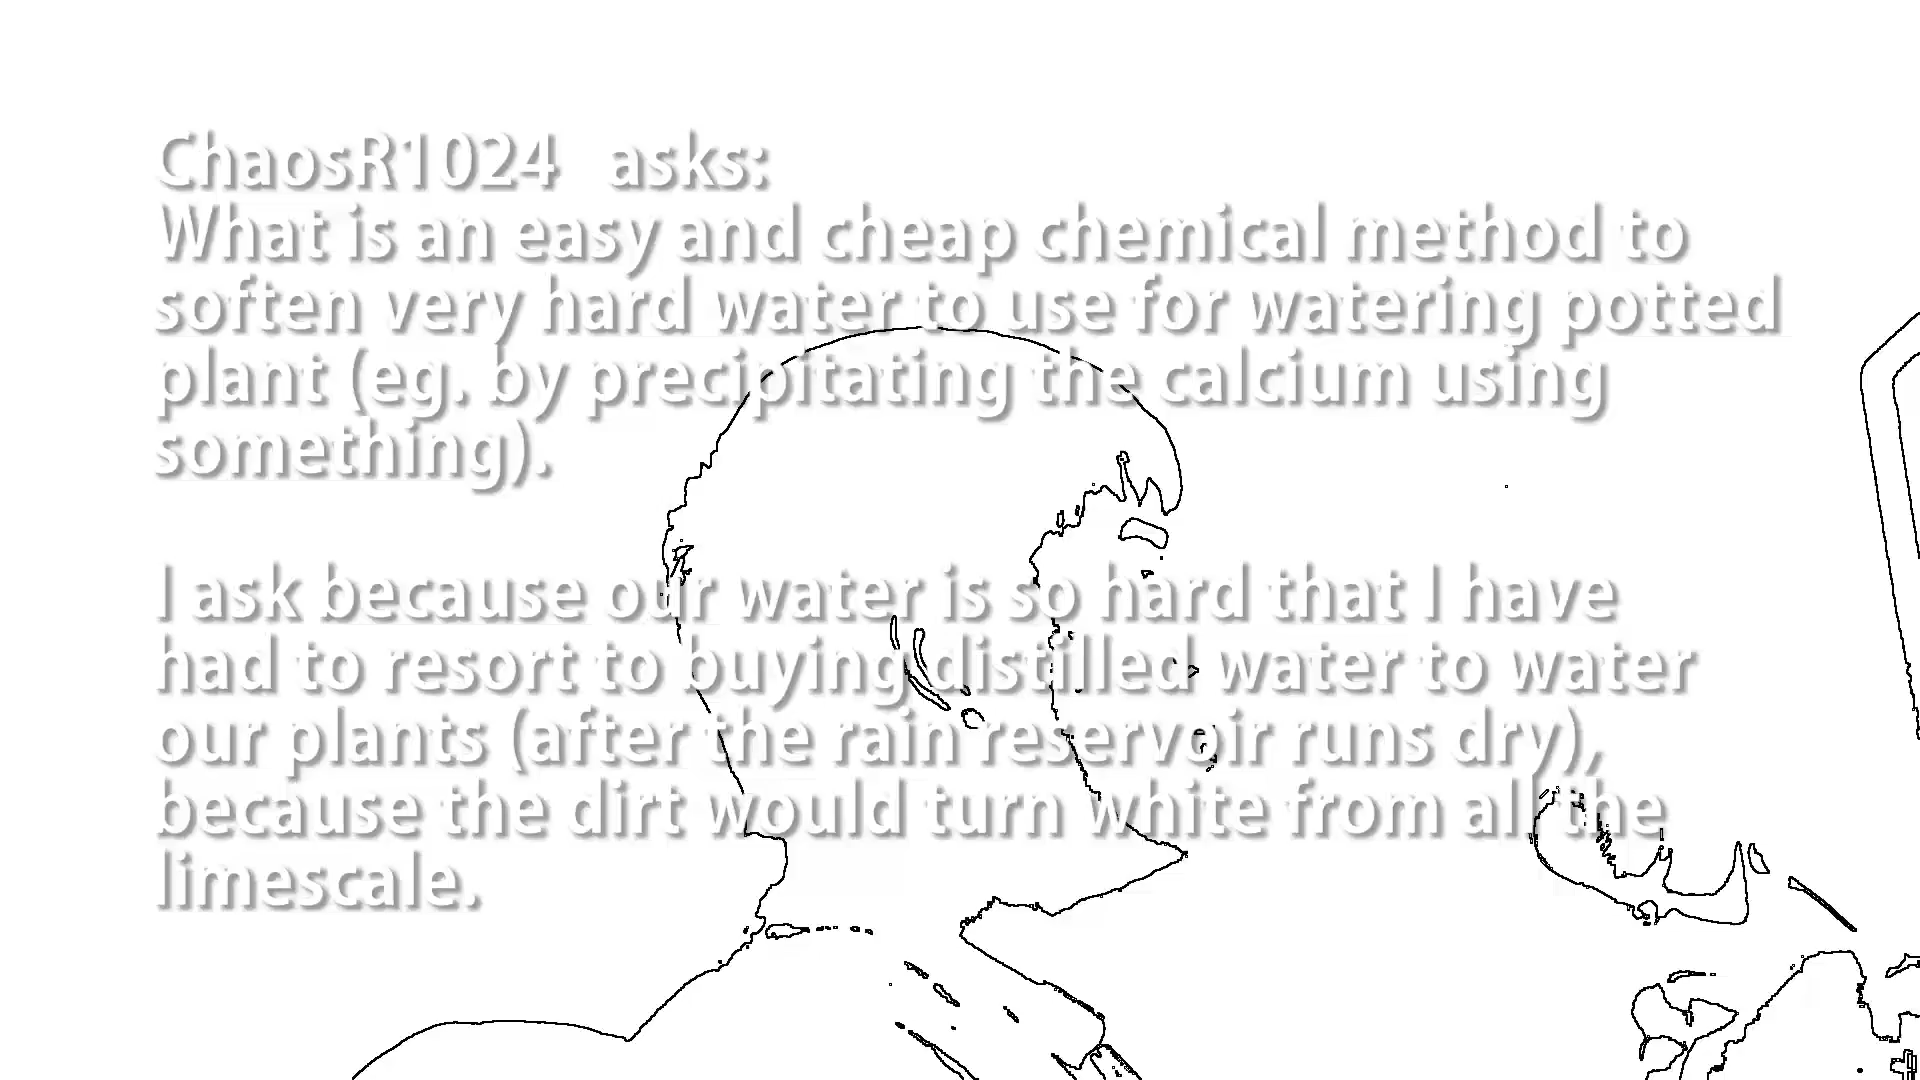 ChaosR1024 asks:
What is an easy and cheap chemical method to
soften very hard water to use for watering potted
plant (eg. by precipitating the calcium using
something).
I ask because our water is so hard that I have
had to resort to buying distilled water to water
our plants (after the rain reservoir runs dry),
because the dirt would turn white from all the
limescale.